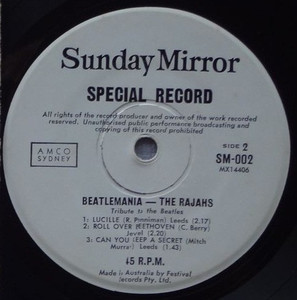 Sunday Mirror
SPECIAL RECORD
All rights of the record producer and owner of the work recorded
reserved. Unauthorised public performance broadcasting and
copying of this record prohibited
AMCO
SYDNEY
SIDE 2
SM-002
MX14406
BEATLEMANIA — THE RAJAHS
Tribute to the Beatles
1: LUCILLE (R. Pinniman) Leeds (2.17)
2: ROLL OVER BEETHOVEN (C. Berry)
Jewel (2.20)
3: CAN YOU KEEP A SECRET (Mitch
Murray) Leeds (1.43)
45 R.P.M.
Made in Australia by Festival
Records Pty. Ltd.